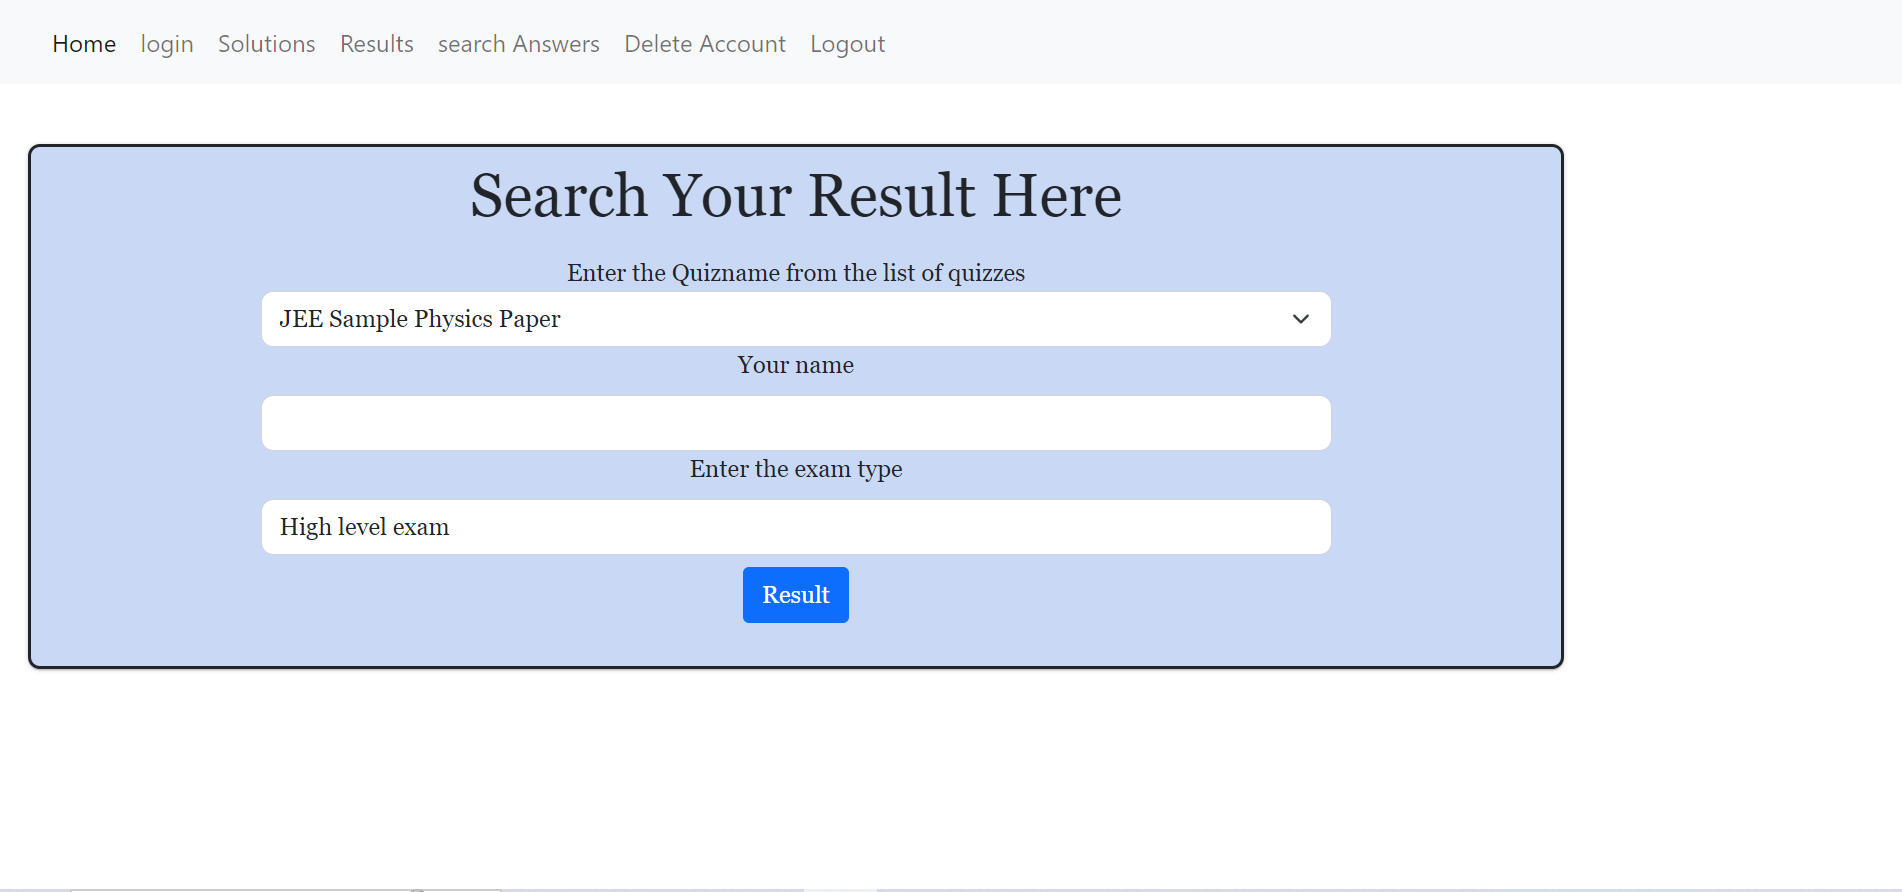 Home login Solutions Results search Answers Delete Account Logout
Search Your Result Here
Enter the Quizname from the list of quizzes
JEE Sample Physics Paper
Your name
Enter the exam type
High level exam
Result